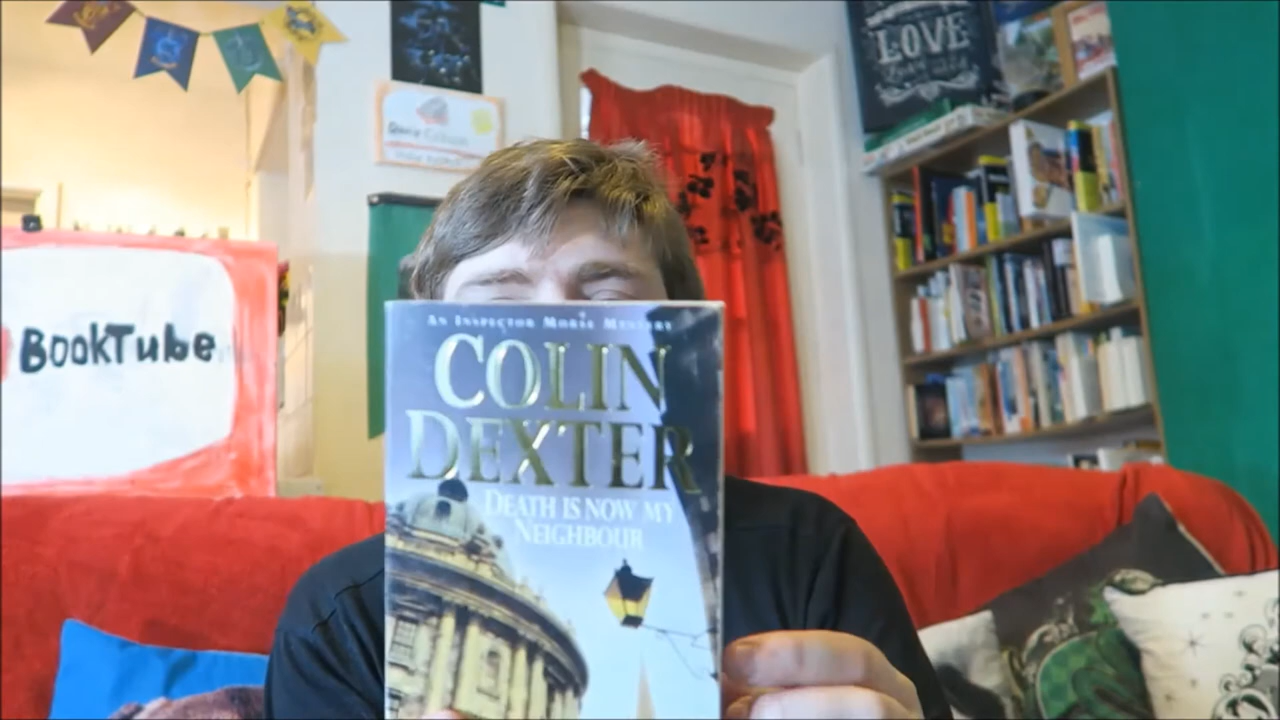 LOVE
BookTube
AN INSPECTOR MORSE MYSTERY
COLIN
DEXTER
DEATH IS NOW MY
NEIGHBOUR